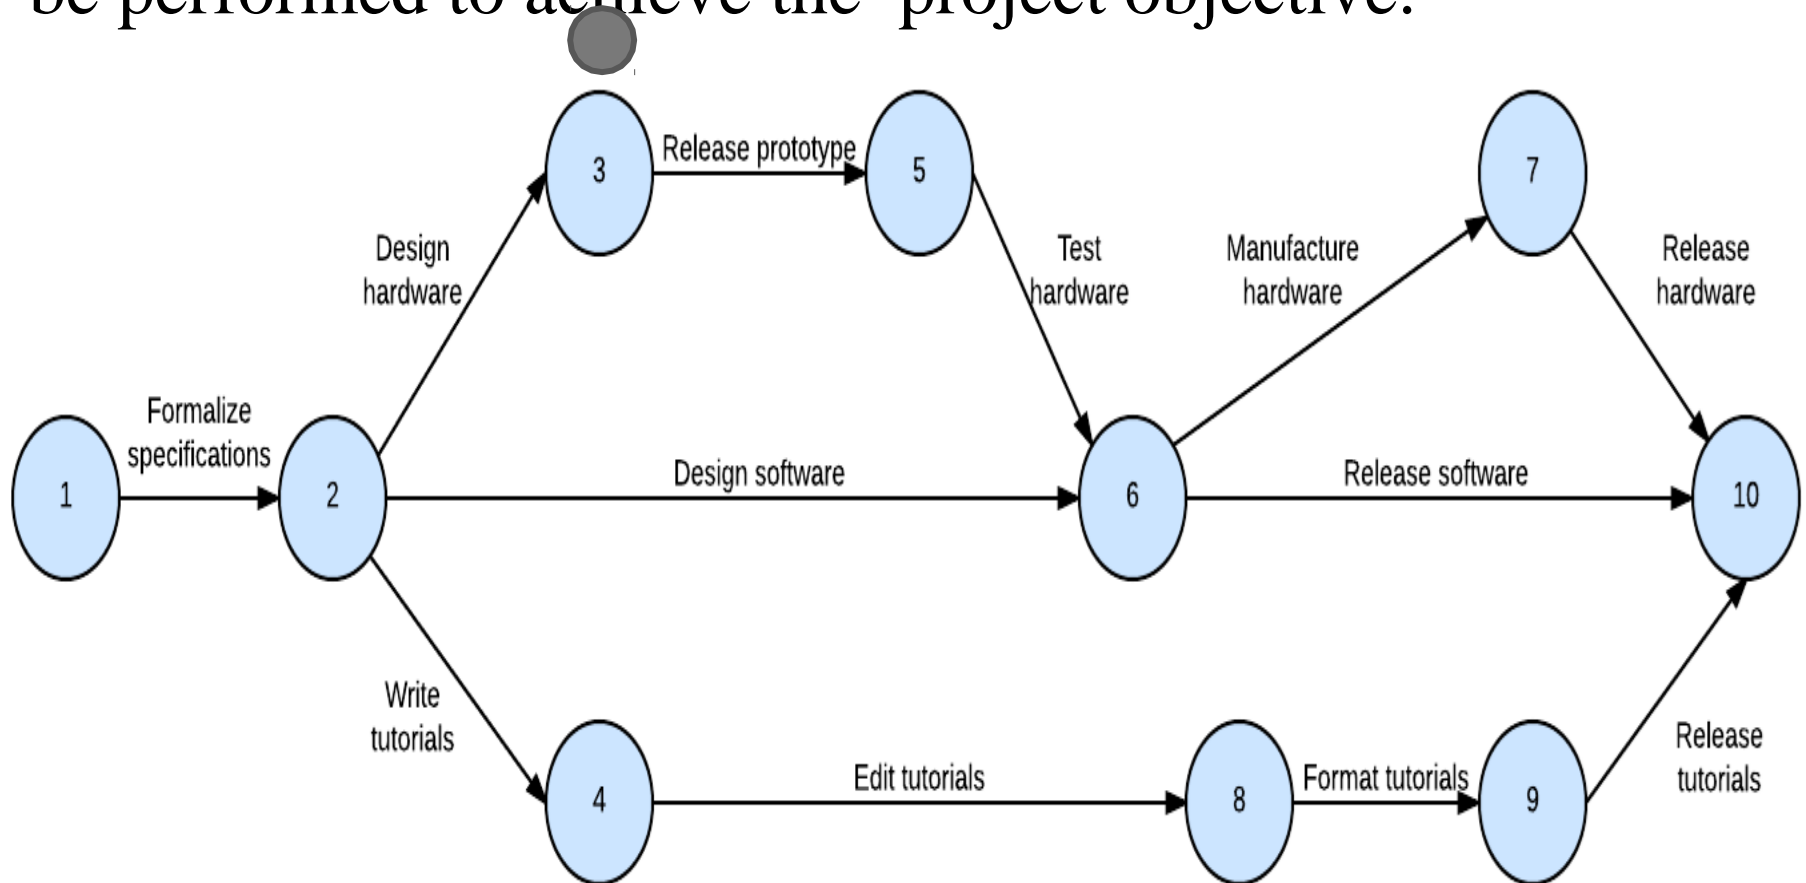 be performed to achieve the project objective.
3
Release prototype
5
7
Design
hardware
Test
hardware
Manufacture
hardware
Release
hardware
Formalize
specifications
1
2
Design software
6
Release software
10
Write
tutorials
Release
tutorials
4
Edit tutorials
8
Format tutorials
9